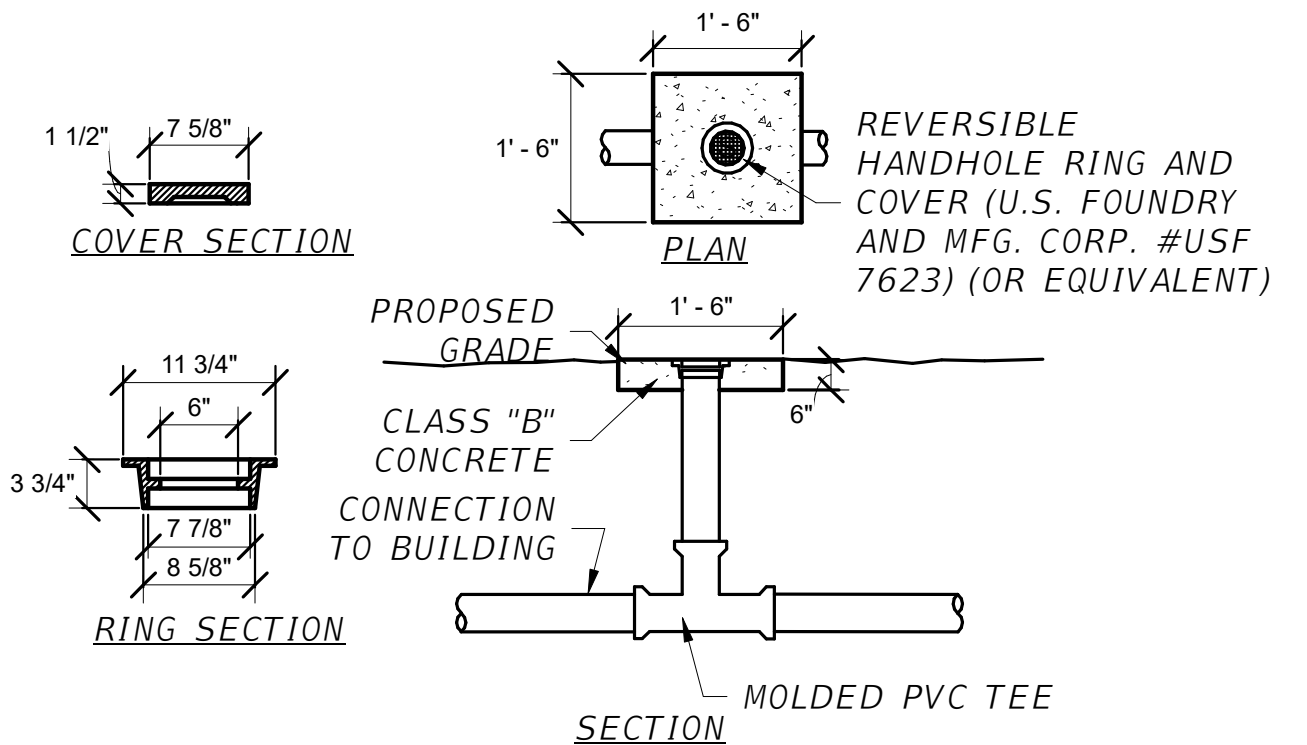 1' - 6"
1' - 6"
REVERSIBLE
HANDHOLE RING AND
COVER (U.S. FOUNDRY
AND MFG. CORP. #USF
7623) (OR EQUIVALENT)
PLAN
1 1/2"
7 5/8"
COVER SECTION
11 3/4"
6"
3 3/4"
7 7/8"
8 5/8"
RING SECTION
PROPOSED
GRADE
1' - 6"
6"
CLASS "B"
CONCRETE
CONNECTION
TO BUILDING
MOLDED PVC TEE
SECTION